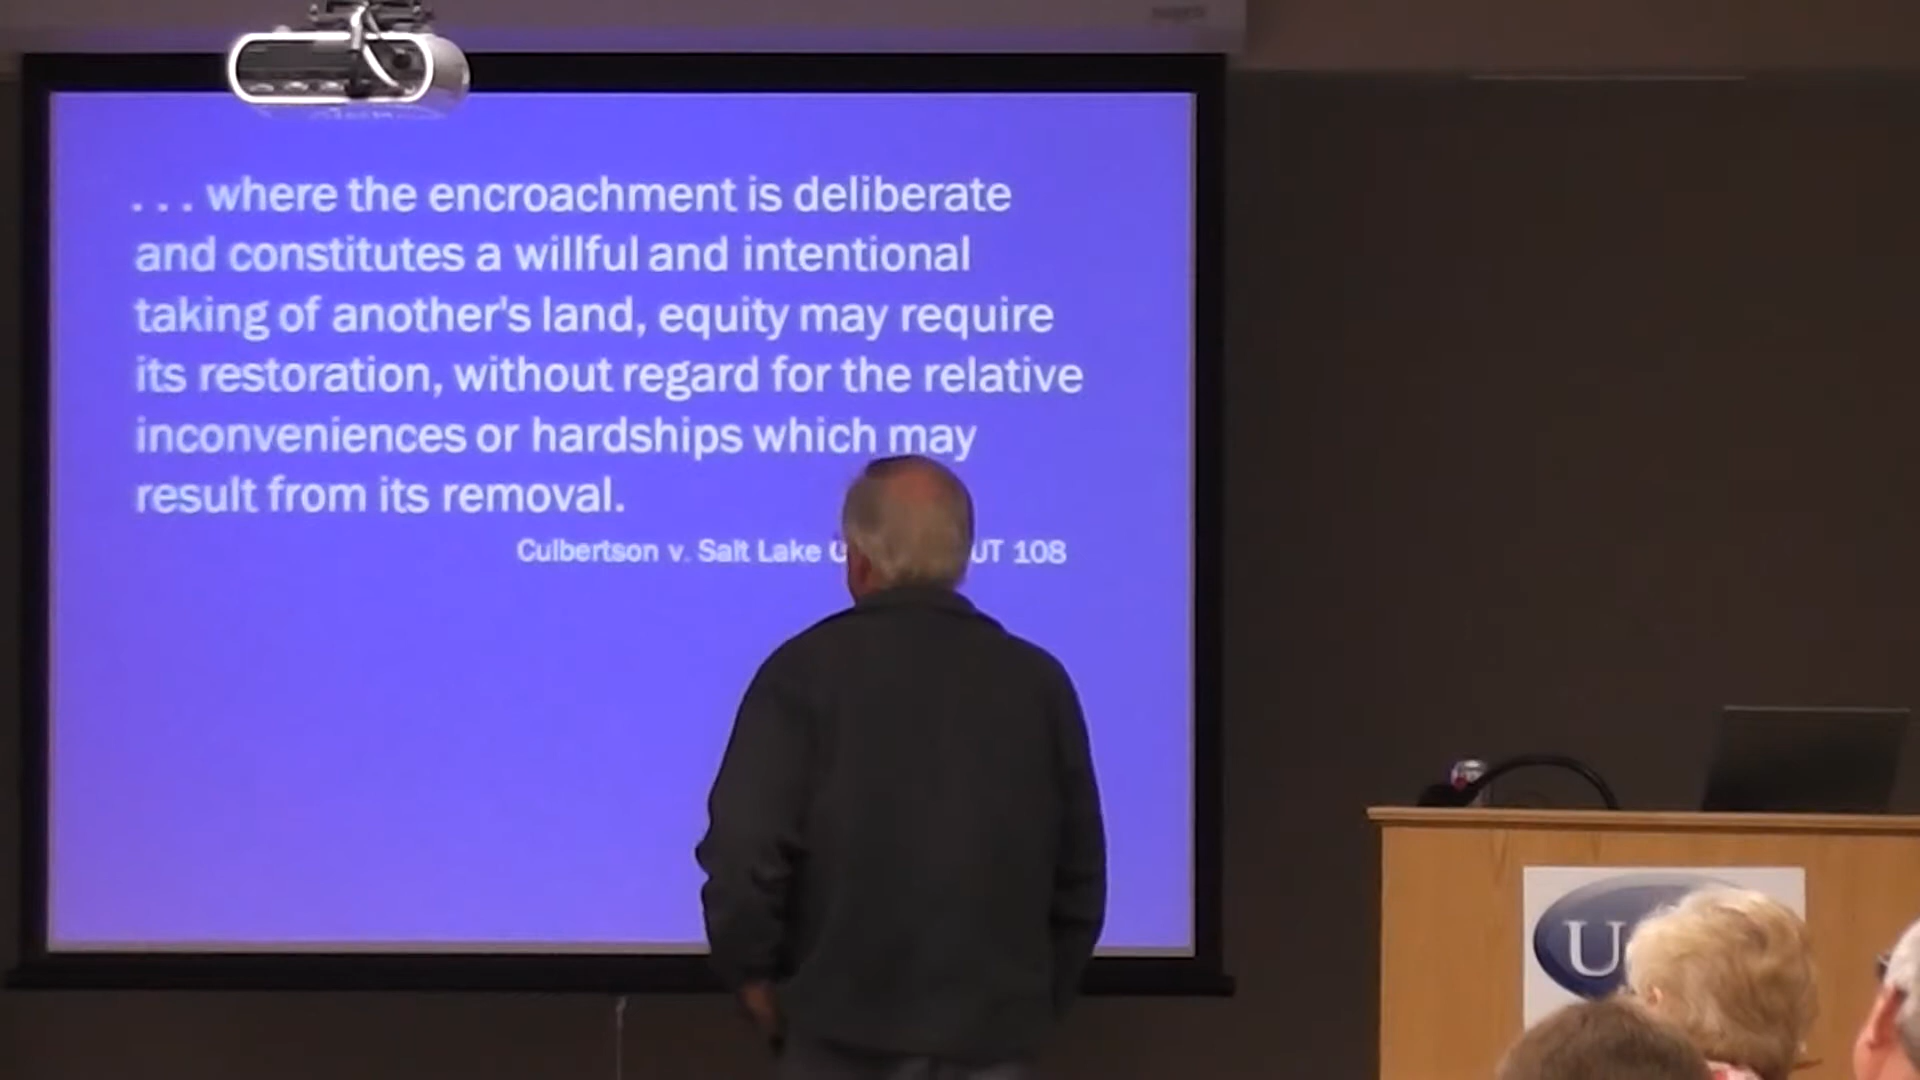 . . . where the encroachment is deliberate
and constitutes a willful and intentional
taking of another's land, equity may require
its restoration, without regard for the relative
inconveniences or hardships which may
result from its removal.
Culbertson v. Salt Lake UT 108
U